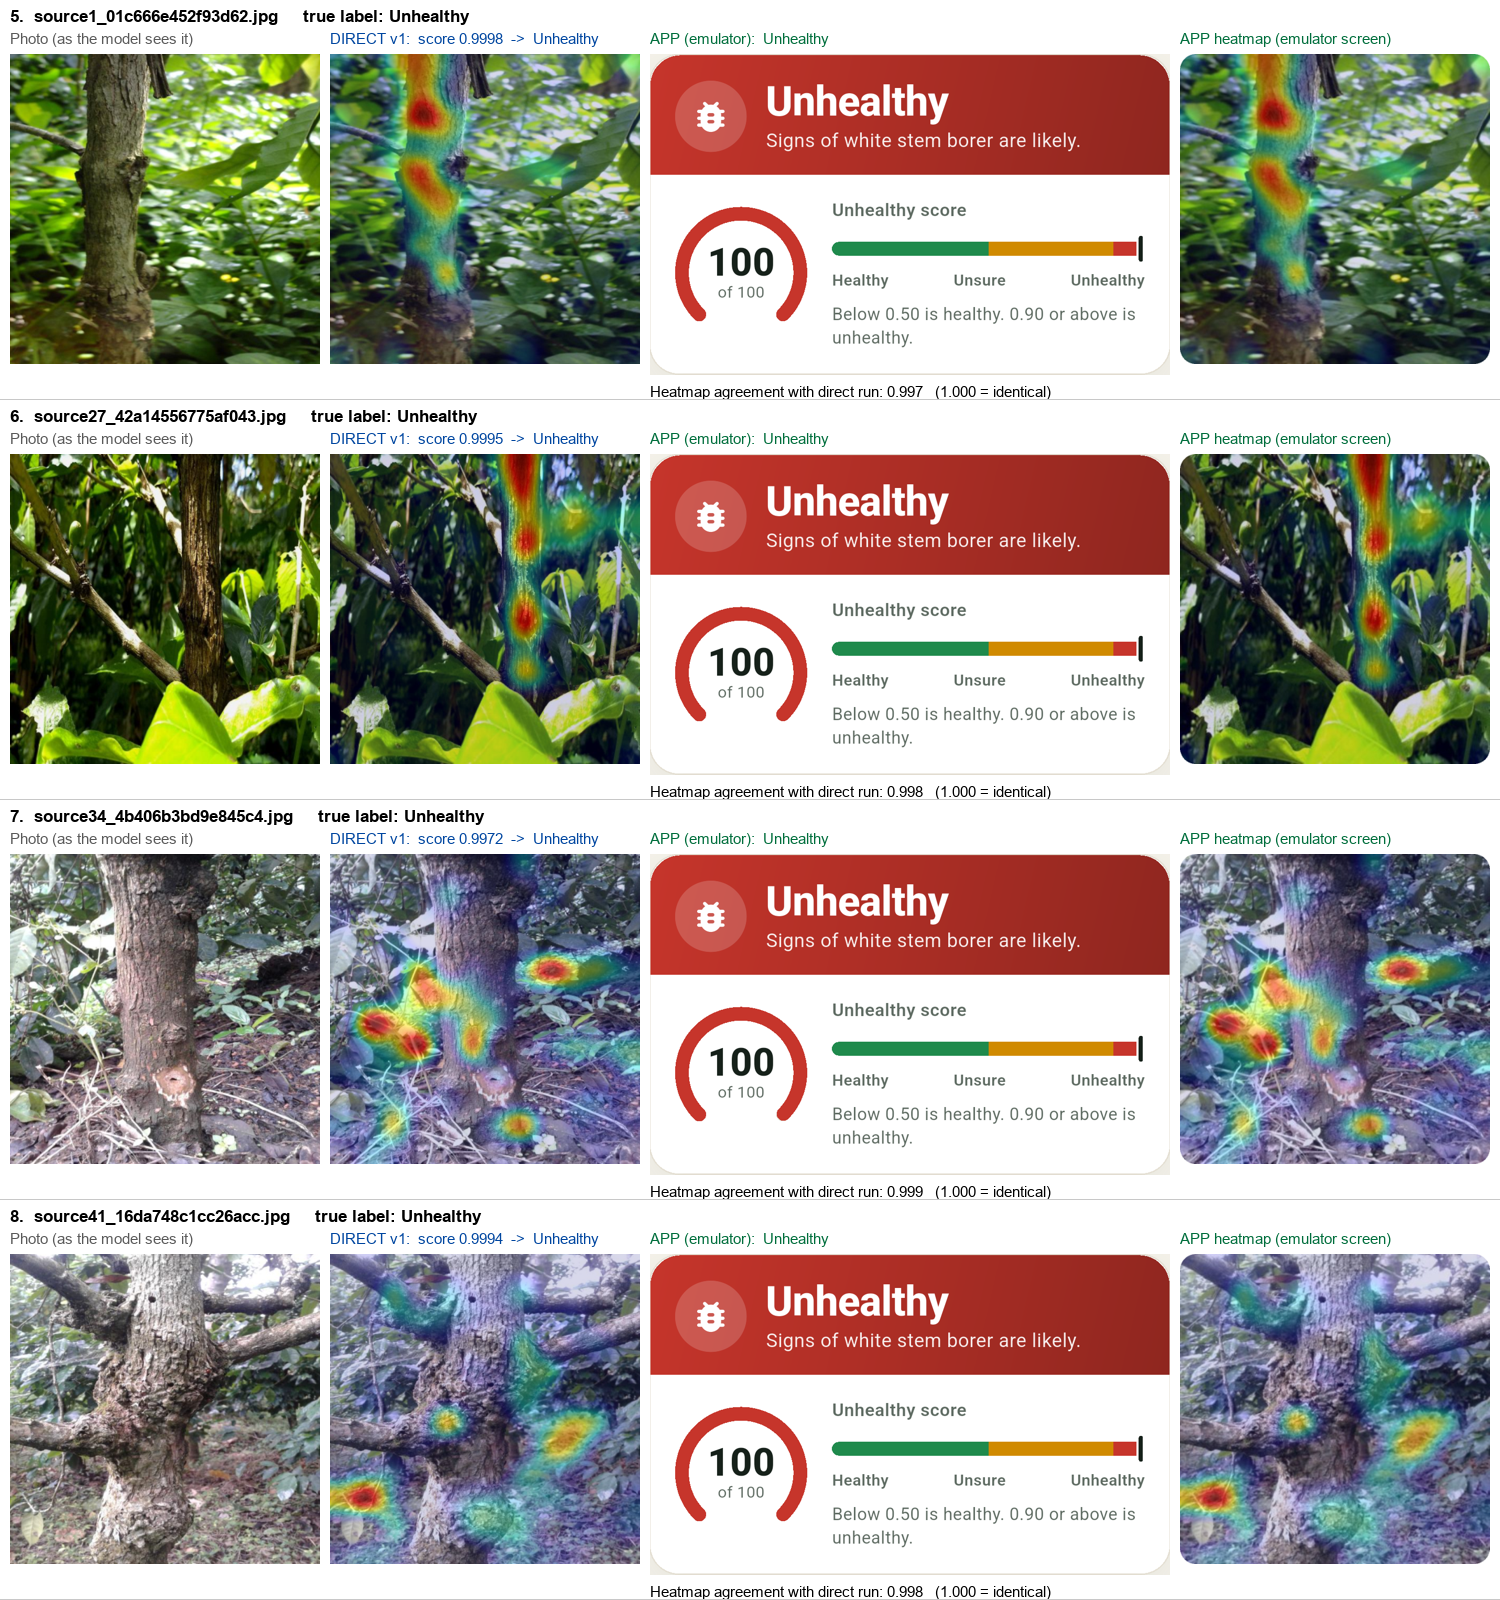 5. source1_01c666e452f93d62.jpg true label: Unhealthy
Photo (as the model sees it) DIRECT v1: score 0.9998 -> Unhealthy APP (emulator): Unhealthy APP heatmap (emulator screen)
Unhealthy
Signs of white stem borer are likely.
Unhealthy score
100
of 100
Healthy Unsure Unhealthy
Below 0.50 is healthy. 0.90 or above is
unhealthy.
Heatmap agreement with direct run: 0.997 (1.000 = identical)
6. source27_42a14556775af043.jpg true label: Unhealthy
Photo (as the model sees it) DIRECT v1: score 0.9995 -> Unhealthy APP (emulator): Unhealthy APP heatmap (emulator screen)
Unhealthy
Signs of white stem borer are likely.
Unhealthy score
100
of 100
Healthy Unsure Unhealthy
Below 0.50 is healthy. 0.90 or above is
unhealthy.
Heatmap agreement with direct run: 0.998 (1.000 = identical)
7. source34_4b406b3bd9e845c4.jpg true label: Unhealthy
Photo (as the model sees it) DIRECT v1: score 0.9972 -> Unhealthy APP (emulator): Unhealthy APP heatmap (emulator screen)
Unhealthy
Signs of white stem borer are likely.
Unhealthy score
100
of 100
Healthy Unsure Unhealthy
Below 0.50 is healthy. 0.90 or above is
unhealthy.
Heatmap agreement with direct run: 0.999 (1.000 = identical)
8. source41_16da748c1cc26acc.jpg true label: Unhealthy
Photo (as the model sees it) DIRECT v1: score 0.9994 -> Unhealthy APP (emulator): Unhealthy APP heatmap (emulator screen)
Unhealthy
Signs of white stem borer are likely.
Unhealthy score
100
of 100
Healthy Unsure Unhealthy
Below 0.50 is healthy. 0.90 or above is
unhealthy.
Heatmap agreement with direct run: 0.998 (1.000 = identical)